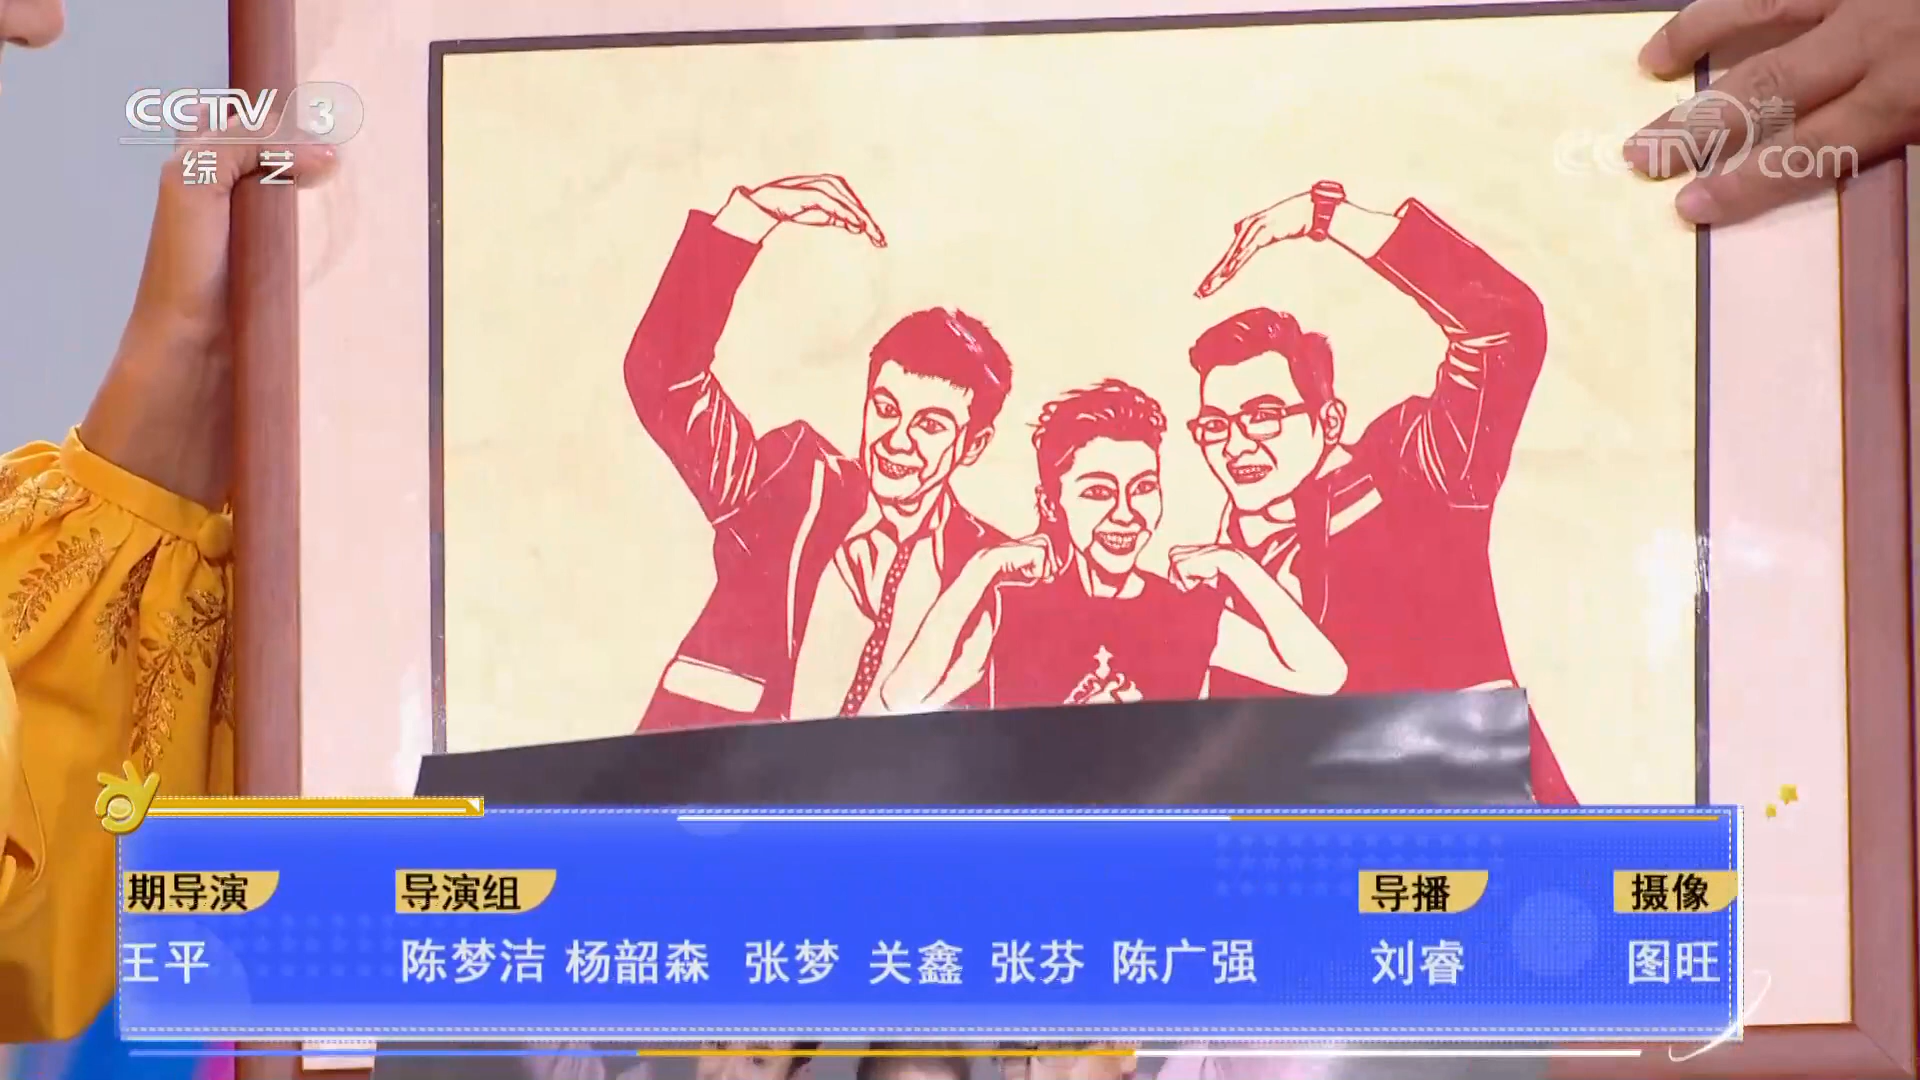 CCTV 3
综艺
高清
CCTV com
期导演 导演组 导播 摄像
王平 陈梦洁 杨韶森 张梦 关鑫 张芬 陈广强 刘睿 图旺